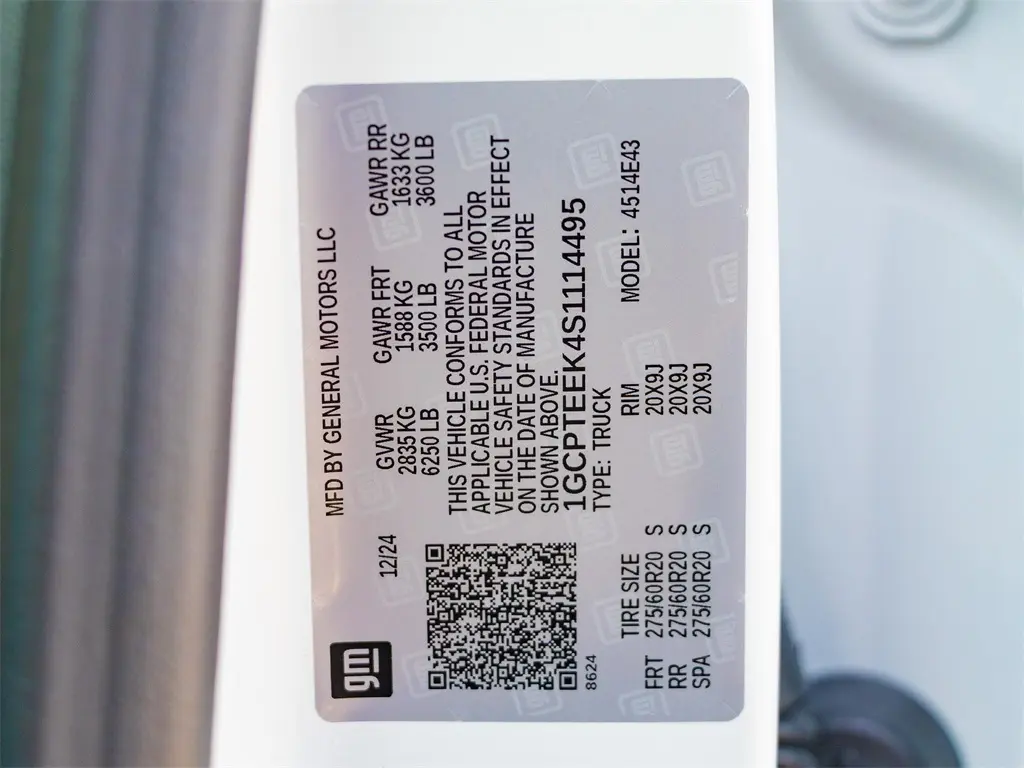 gm
MFD BY GENERAL MOTORS LLC
12/24 GVWR GAWR FRT GAWR RR
2835 KG 1588 KG 1633 KG
6250 LB 3500 LB 3600 LB
THIS VEHICLE CONFORMS TO ALL
APPLICABLE U.S. FEDERAL MOTOR
VEHICLE SAFETY STANDARDS IN EFFECT
ON THE DATE OF MANUFACTURE
SHOWN ABOVE.
1GCPTEEK4S1114495
8624 TYPE: TRUCK
TIRE SIZE RIM MODEL: 4514E43
FRT 275/60R20 S 20X9J
RR 275/60R20 S 20X9J
SPA 275/60R20 S 20X9J